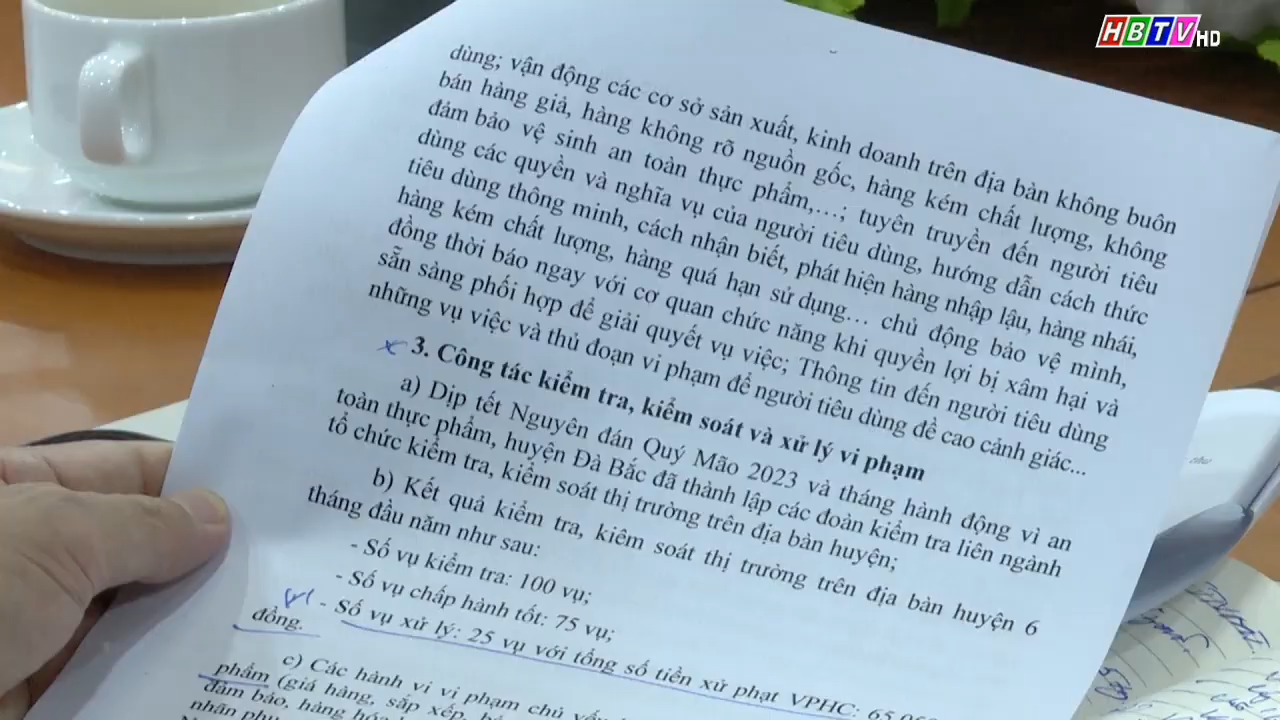 HBTV HD
dùng; vận động các cơ sở sản xuất, kinh doanh trên địa bàn không buôn
bán hàng giả, hàng không rõ nguồn gốc, hàng kém chất lượng, không
đảm bảo vệ sinh an toàn thực phẩm,…; tuyên truyền đến người tiêu
dùng các quyền và nghĩa vụ của người tiêu dùng, hướng dẫn cách thức
tiêu dùng thông minh, cách nhận biết, phát hiện hàng nhập lậu, hàng nhái,
hàng kém chất lượng, hàng quá hạn sử dụng… chủ động bảo vệ mình,
đồng thời báo ngay với cơ quan chức năng khi quyền lợi bị xâm hại và
sẵn sàng phối hợp để giải quyết vụ việc; Thông tin đến người tiêu dùng
những vụ việc và thủ đoạn vi phạm để người tiêu dùng đề cao cảnh giác...
3. Công tác kiểm tra, kiểm soát và xử lý vi phạm
a) Dịp tết Nguyên đán Quý Mão 2023 và tháng hành động vì an
toàn thực phẩm, huyện Đà Bắc đã thành lập các đoàn kiểm tra liên ngành
tổ chức kiểm tra, kiểm soát thị trường trên địa bàn huyện;
b) Kết quả kiểm tra, kiêm soát thị trường trên địa bàn huyện 6
tháng đầu năm như sau:
- Số vụ kiểm tra: 100 vụ;
- Số vụ chấp hành tốt: 75 vụ;
- Số vụ xử lý: 25 vụ với tổng số tiền xử phạt VPHC:
đồng.
c) Các hành vi vi phạm chủ yếu
phẩm (giá hàng, sắp xếp,
đảm bảo, hàng hóa
nhãn phụ